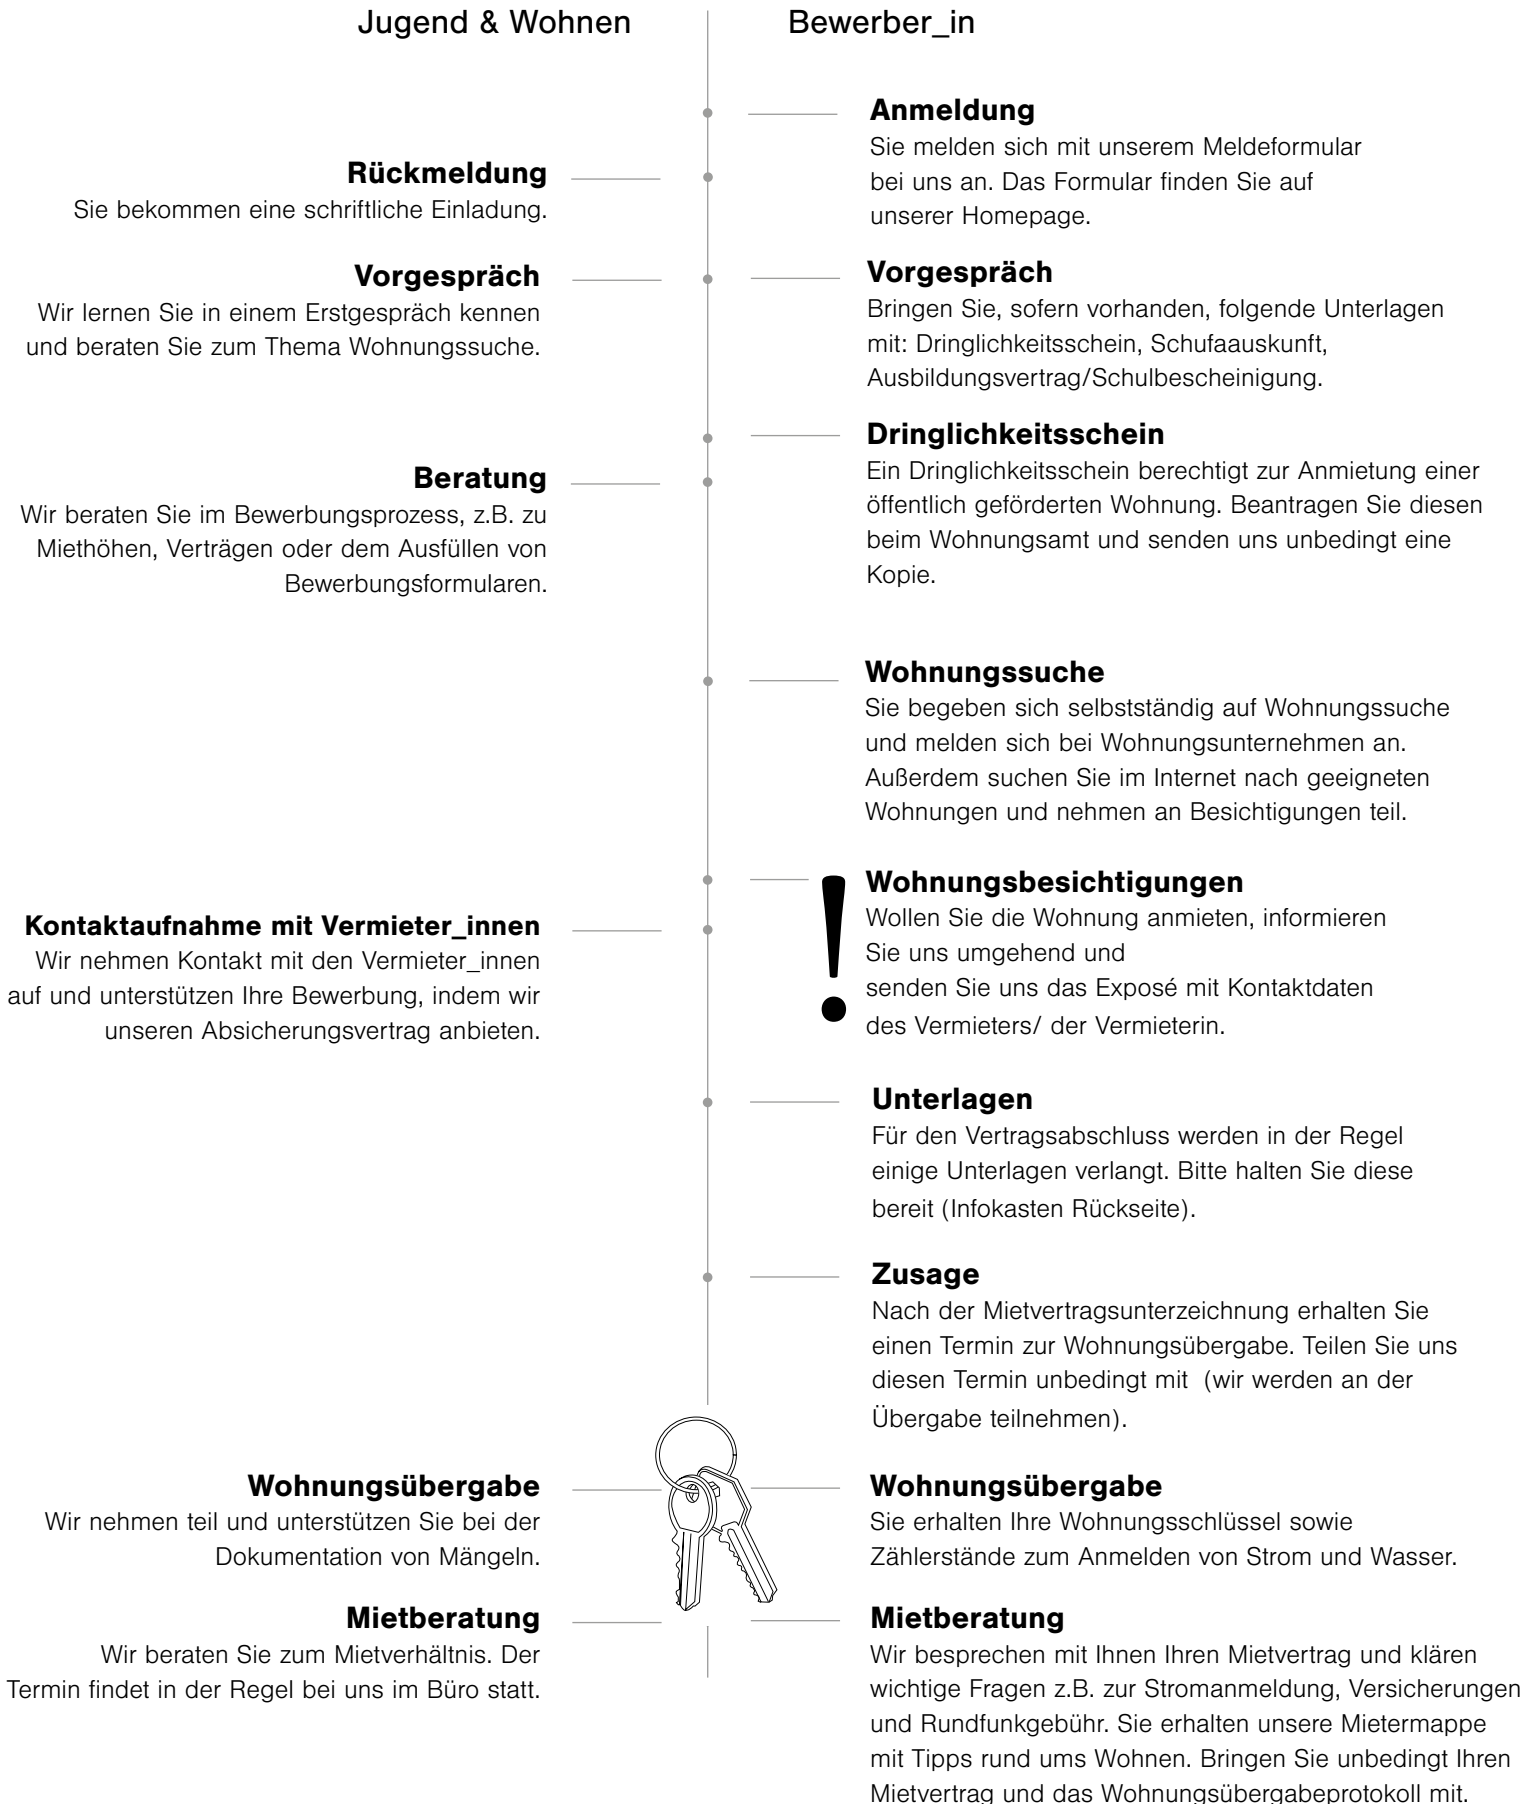 Jugend & Wohnen
Bewerber_in
Anmeldung
Sie melden sich mit unserem Meldeformular
bei uns an. Das Formular finden Sie auf
unserer Homepage.
Rückmeldung
Sie bekommen eine schriftliche Einladung.
Vorgespräch
Wir lernen Sie in einem Erstgespräch kennen
und beraten Sie zum Thema Wohnungssuche.
Vorgespräch
Bringen Sie, sofern vorhanden, folgende Unterlagen
mit: Dringlichkeitsschein, Schufaauskunft,
Ausbildungsvertrag/Schulbescheinigung.
Dringlichkeitsschein
Ein Dringlichkeitsschein berechtigt zur Anmietung einer
öffentlich geförderten Wohnung. Beantragen Sie diesen
beim Wohnungsamt und senden uns unbedingt eine
Kopie.
Beratung
Wir beraten Sie im Bewerbungsprozess, z.B. zu
Miethöhen, Verträgen oder dem Ausfüllen von
Bewerbungsformularen.
Wohnungssuche
Sie begeben sich selbstständig auf Wohnungssuche
und melden sich bei Wohnungsunternehmen an.
Außerdem suchen Sie im Internet nach geeigneten
Wohnungen und nehmen an Besichtigungen teil.
!
Wohnungsbesichtigungen
Wollen Sie die Wohnung anmieten, informieren
Sie uns umgehend und
senden Sie uns das Exposé mit Kontaktdaten
des Vermieters/ der Vermieterin.
Kontaktaufnahme mit Vermieter_innen
Wir nehmen Kontakt mit den Vermieter_innen
auf und unterstützen Ihre Bewerbung, indem wir
unseren Absicherungsvertrag anbieten.
Unterlagen
Für den Vertragsabschluss werden in der Regel
einige Unterlagen verlangt. Bitte halten Sie diese
bereit (Infokasten Rückseite).
Zusage
Nach der Mietvertragsunterzeichnung erhalten Sie
einen Termin zur Wohnungsübergabe. Teilen Sie uns
diesen Termin unbedingt mit  (wir werden an der
Übergabe teilnehmen).
Wohnungsübergabe
Wir nehmen teil und unterstützen Sie bei der
Dokumentation von Mängeln.
Wohnungsübergabe
Sie erhalten Ihre Wohnungsschlüssel sowie
Zählerstände zum Anmelden von Strom und Wasser.
Mietberatung
Wir beraten Sie zum Mietverhältnis. Der
Termin findet in der Regel bei uns im Büro statt.
Mietberatung
Wir besprechen mit Ihnen Ihren Mietvertrag und klären
wichtige Fragen z.B. zur Stromanmeldung, Versicherungen
und Rundfunkgebühr. Sie erhalten unsere Mietermappe
mit Tipps rund ums Wohnen. Bringen Sie unbedingt Ihren
Mietvertrag und das Wohnungsübergabeprotokoll mit.